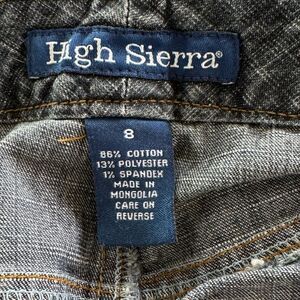 High Sierra®
8
86% COTTON
13% POLYESTER
1% SPANDEX
MADE IN
MONGOLIA
CARE ON
REVERSE